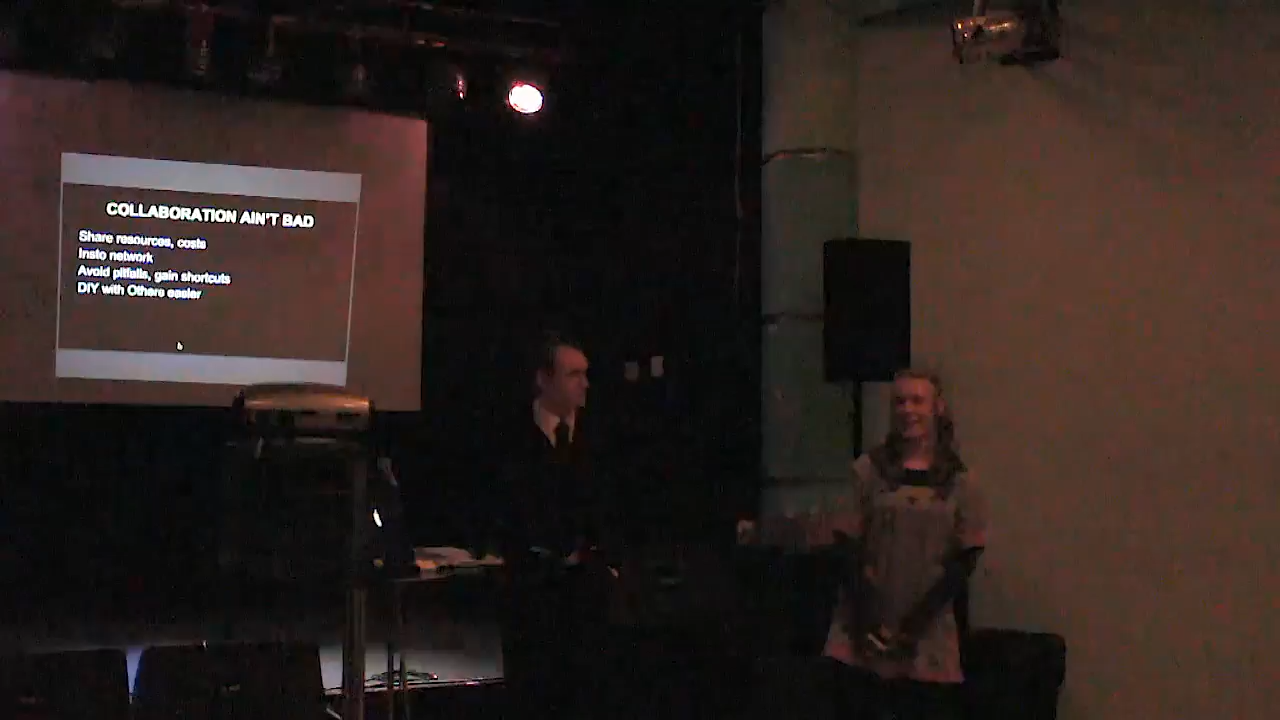 COLLABORATION AIN'T BAD
Share resources, costs
Insto network
Avoid pitfalls, gain shortcuts
DIY with Others easier